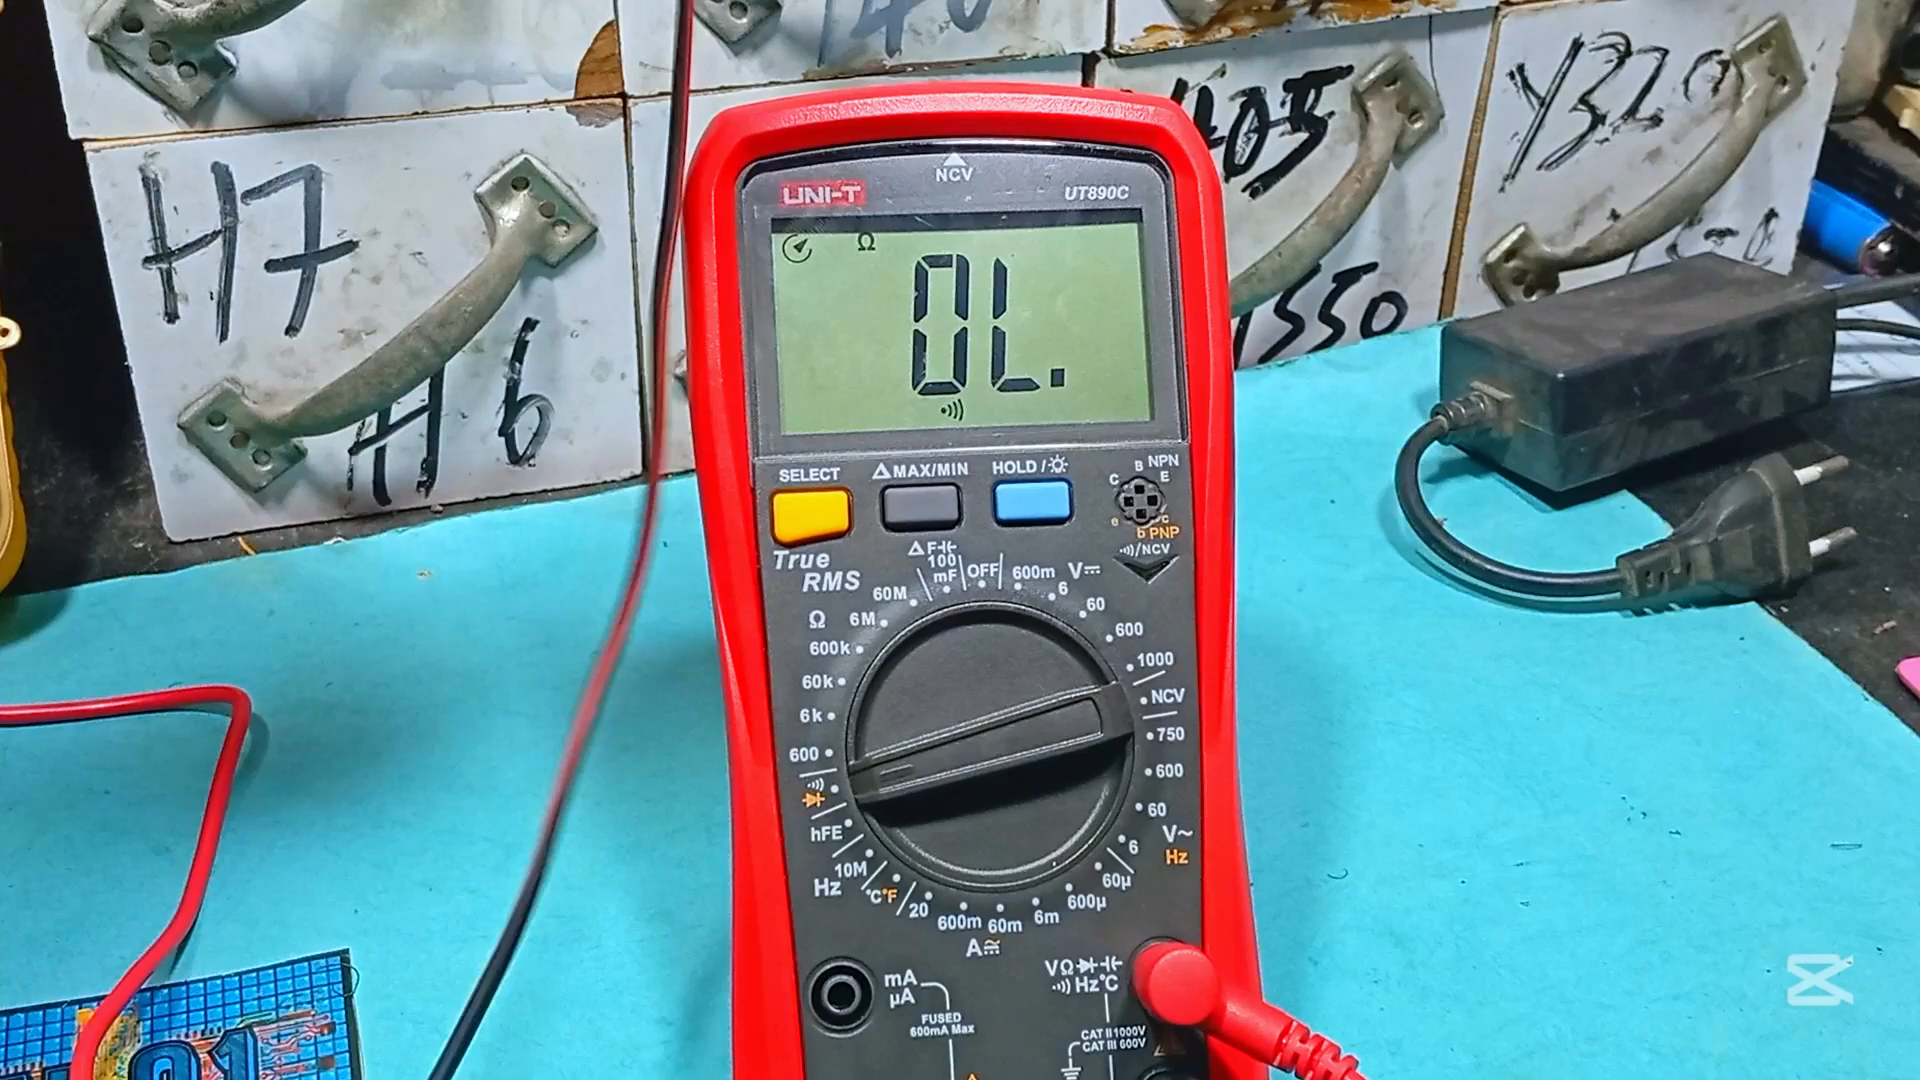 H7
H6
405
Y320
1550
NCV
UNI-T
UT890C
Ω
0L.
SELECT
△MAX/MIN
HOLD/
B NPN
C E
e c
b PNP
/NCV
True
RMS
△F
100
mF
OFF
600m
V
6
60
600
1000
NCV
750
600
60
6
V~
Hz
60µ
600µ
6m
60m
600m
20
A
°C°F
10M
Hz
hFE
600
6k
60k
600k
6M
60M
Ω
mA
µA
FUSED
600mA Max
VΩ
Hz°C
CAT II 1000V
CAT III 600V